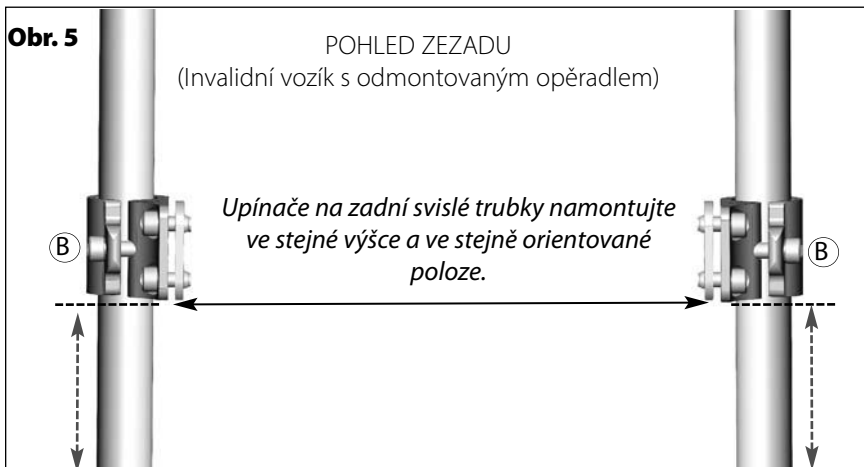 Obr. 5
POHLED ZEZADU
(Invalidní vozík s odmontovaným opěradlem)
Upínače na zadní svislé trubky namontujte
ve stejné výšce a ve stejně orientované
poloze.
B
B